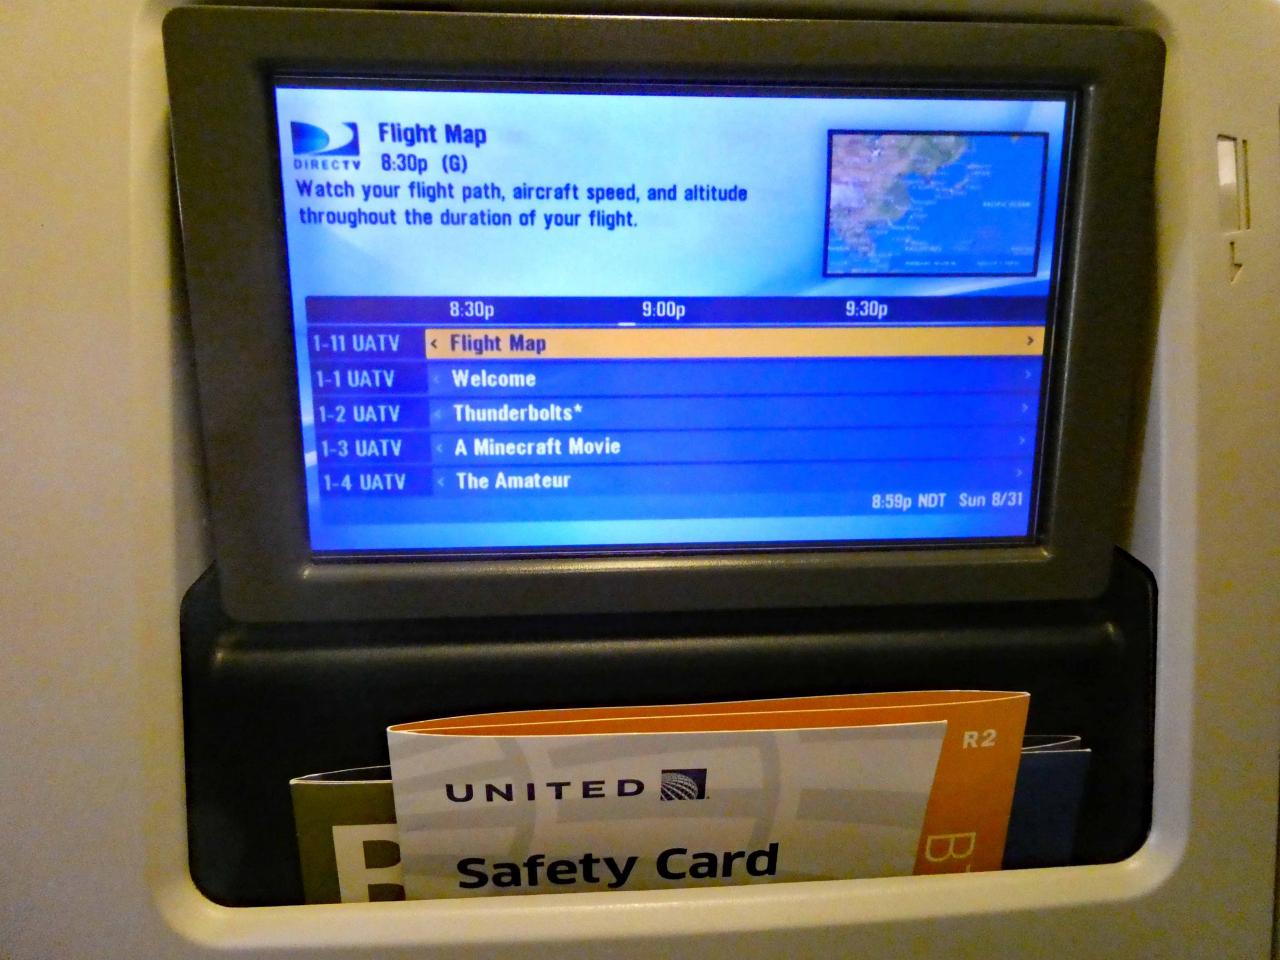 DIRECTV
Flight Map
8:30p (G)
Watch your flight path, aircraft speed, and altitude
throughout the duration of your flight.
PACIFIC OCEAN
8:30p 9:00p 9:30p
1-11 UATV < Flight Map >
1-1 UATV < Welcome >
1-2 UATV < Thunderbolts* >
1-3 UATV < A Minecraft Movie >
1-4 UATV < The Amateur >
8:59p NDT Sun 8/31
R2
UNITED
Safety Card